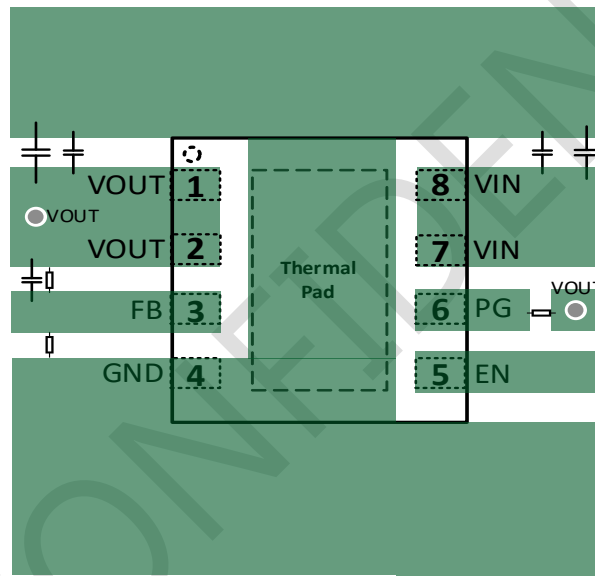 VOUT 1
8 VIN
VOUT
VOUT 2
7 VIN
Thermal
Pad
VOUT
FB 3
6 PG
GND 4
5 EN
ONFIDEN